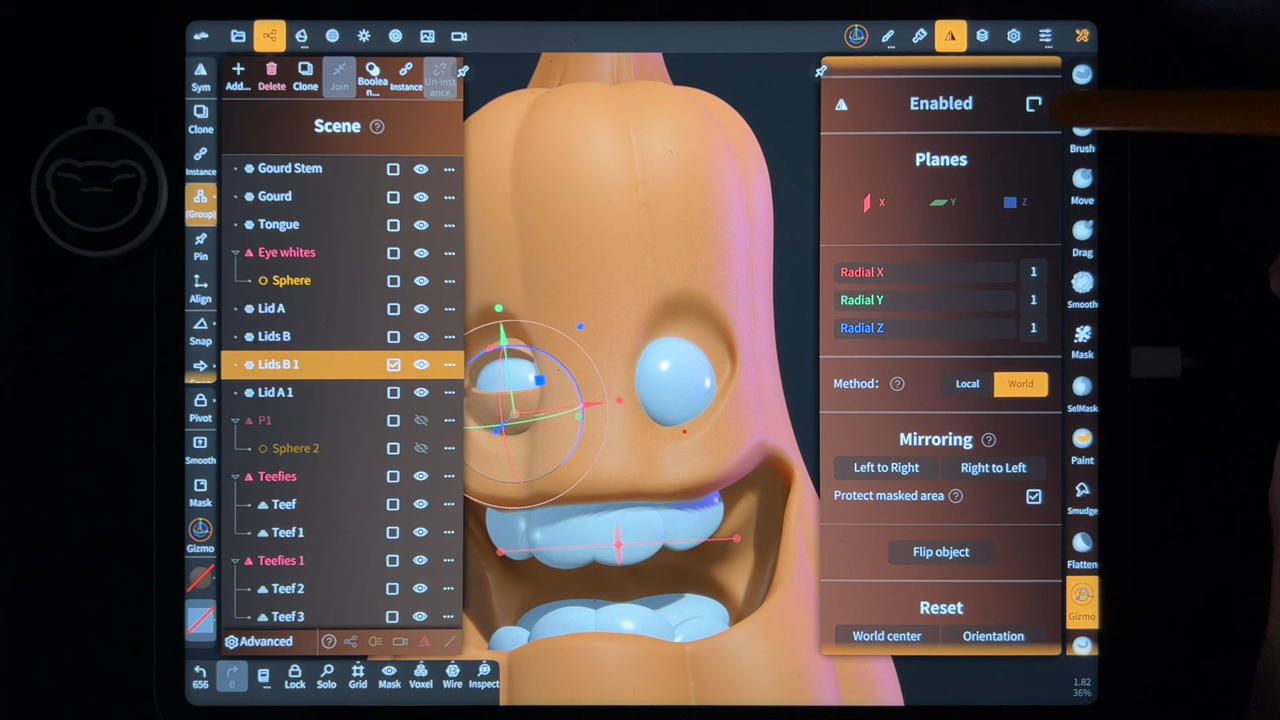 Sym
Clone
Instance
(Group)
Pin
Align
Snap
Pivot
Smooth
Mask
Gizmo
Add...
Delete
Clone
Join
Boolea
n...
Instance
Un-inst
ance
Scene ?
Gourd Stem
Gourd
Tongue
Eye whites
Sphere
Lid A
Lids B
Lids B 1
Lid A 1
P1
Sphere 2
Teefies
Teef
Teef 1
Teefies 1
Teef 2
Teef 3
Advanced ?
656
0
...
Lock
Solo
Grid
Mask
Voxel
Wire
Inspect
Enabled
Planes
X Y Z
Radial X 1
Radial Y 1
Radial Z 1
Method: ? Local World
Mirroring ?
Left to Right Right to Left
Protect masked area ?
Flip object
Reset
World center Orientation
Brush
Move
Drag
Smooth
Mask
SelMask
Paint
Smudge
Flatten
Gizmo
1.82
36%